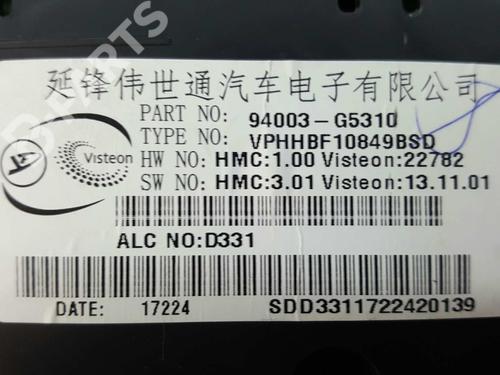 延锋伟世通汽车电子有限公司
PART NO: 94003-G5310
TYPE NO: VPHHBF10849BSD
HW NO: HMC:1.00 Visteon:22782
SW NO: HMC:3.01 Visteon:13.11.01
Visteon
ALC NO:D331
DATE: 17224 SDD3311722420139